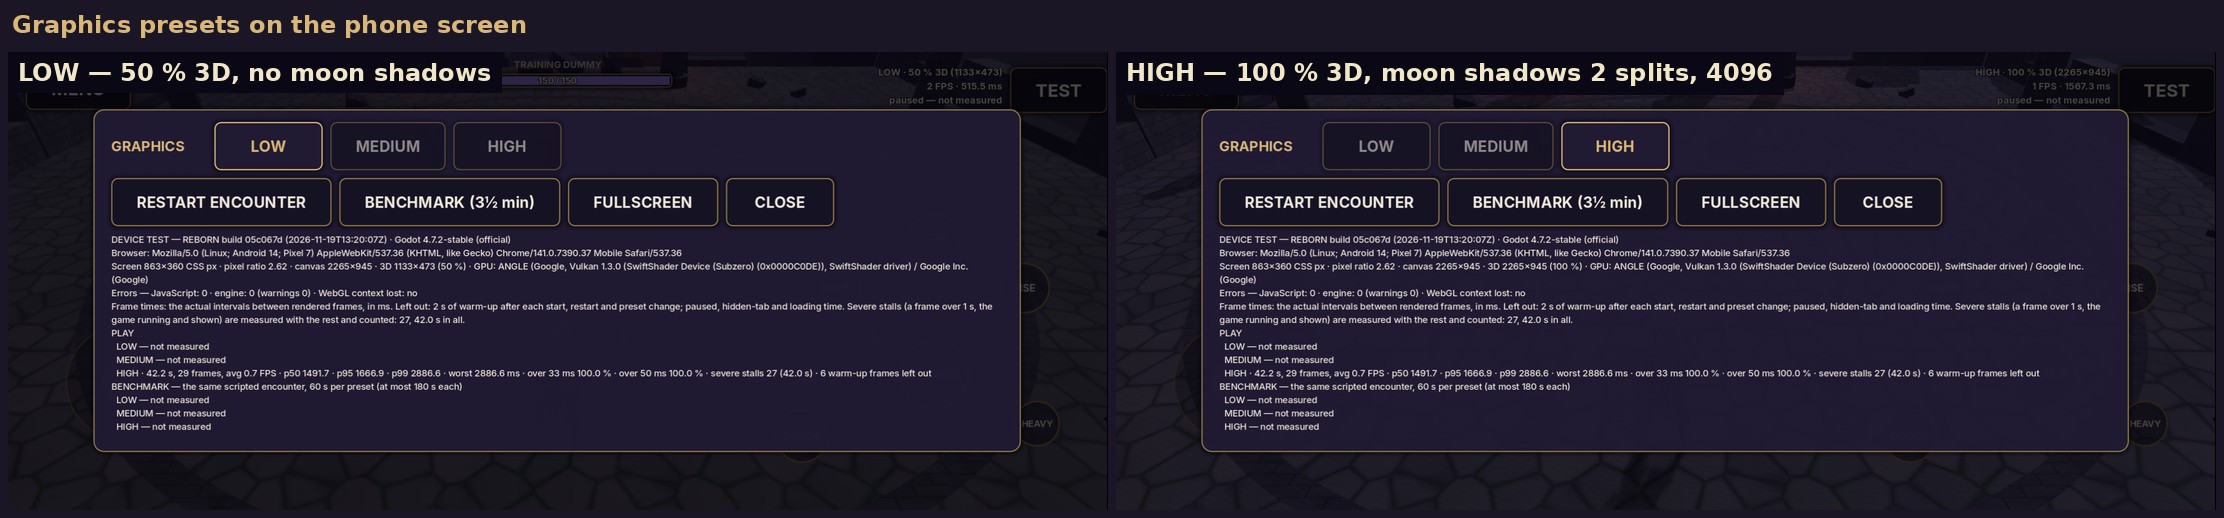 Graphics presets on the phone screen
LOW — 50 % 3D, no moon shadows
TRAINING DUMMY
150 / 150
LOW · 50 % 3D (1133×473)
2 FPS · 515.5 ms
paused — not measured
TEST
MENU
GRAPHICS
LOW
MEDIUM
HIGH
RESTART ENCOUNTER
BENCHMARK (3½ min)
FULLSCREEN
CLOSE
DEVICE TEST — REBORN build 05c067d (2026-11-19T13:20:07Z) · Godot 4.7.2-stable (official)
Browser: Mozilla/5.0 (Linux; Android 14; Pixel 7) AppleWebKit/537.36 (KHTML, like Gecko) Chrome/141.0.7390.37 Mobile Safari/537.36
Screen 863×360 CSS px · pixel ratio 2.62 · canvas 2265×945 · 3D 1133×473 (50 %) · GPU: ANGLE (Google, Vulkan 1.3.0 (SwiftShader Device (Subzero) (0x0000C0DE)), SwiftShader driver) / Google Inc.
(Google)
Errors — JavaScript: 0 · engine: 0 (warnings 0) · WebGL context lost: no
Frame times: the actual intervals between rendered frames, in ms. Left out: 2 s of warm-up after each start, restart and preset change; paused, hidden-tab and loading time. Severe stalls (a frame over 1 s, the
game running and shown) are measured with the rest and counted: 27, 42.0 s in all.
PLAY
LOW — not measured
MEDIUM — not measured
HIGH · 42.2 s, 29 frames, avg 0.7 FPS · p50 1491.7 · p95 1666.9 · p99 2886.6 · worst 2886.6 ms · over 33 ms 100.0 % · over 50 ms 100.0 % · severe stalls 27 (42.0 s) · 6 warm-up frames left out
BENCHMARK — the same scripted encounter, 60 s per preset (at most 180 s each)
LOW — not measured
MEDIUM — not measured
HIGH — not measured
HEAVY
HIGH — 100 % 3D, moon shadows 2 splits, 4096
HIGH · 100 % 3D (2265×945)
1 FPS · 1567.3 ms
paused — not measured
TEST
GRAPHICS
LOW
MEDIUM
HIGH
RESTART ENCOUNTER
BENCHMARK (3½ min)
FULLSCREEN
CLOSE
DEVICE TEST — REBORN build 05c067d (2026-11-19T13:20:07Z) · Godot 4.7.2-stable (official)
Browser: Mozilla/5.0 (Linux; Android 14; Pixel 7) AppleWebKit/537.36 (KHTML, like Gecko) Chrome/141.0.7390.37 Mobile Safari/537.36
Screen 863×360 CSS px · pixel ratio 2.62 · canvas 2265×945 · 3D 2265×945 (100 %) · GPU: ANGLE (Google, Vulkan 1.3.0 (SwiftShader Device (Subzero) (0x0000C0DE)), SwiftShader driver) / Google Inc.
(Google)
Errors — JavaScript: 0 · engine: 0 (warnings 0) · WebGL context lost: no
Frame times: the actual intervals between rendered frames, in ms. Left out: 2 s of warm-up after each start, restart and preset change; paused, hidden-tab and loading time. Severe stalls (a frame over 1 s, the
game running and shown) are measured with the rest and counted: 27, 42.0 s in all.
PLAY
LOW — not measured
MEDIUM — not measured
HIGH · 42.2 s, 29 frames, avg 0.7 FPS · p50 1491.7 · p95 1666.9 · p99 2886.6 · worst 2886.6 ms · over 33 ms 100.0 % · over 50 ms 100.0 % · severe stalls 27 (42.0 s) · 6 warm-up frames left out
BENCHMARK — the same scripted encounter, 60 s per preset (at most 180 s each)
LOW — not measured
MEDIUM — not measured
HIGH — not measured
HEAVY